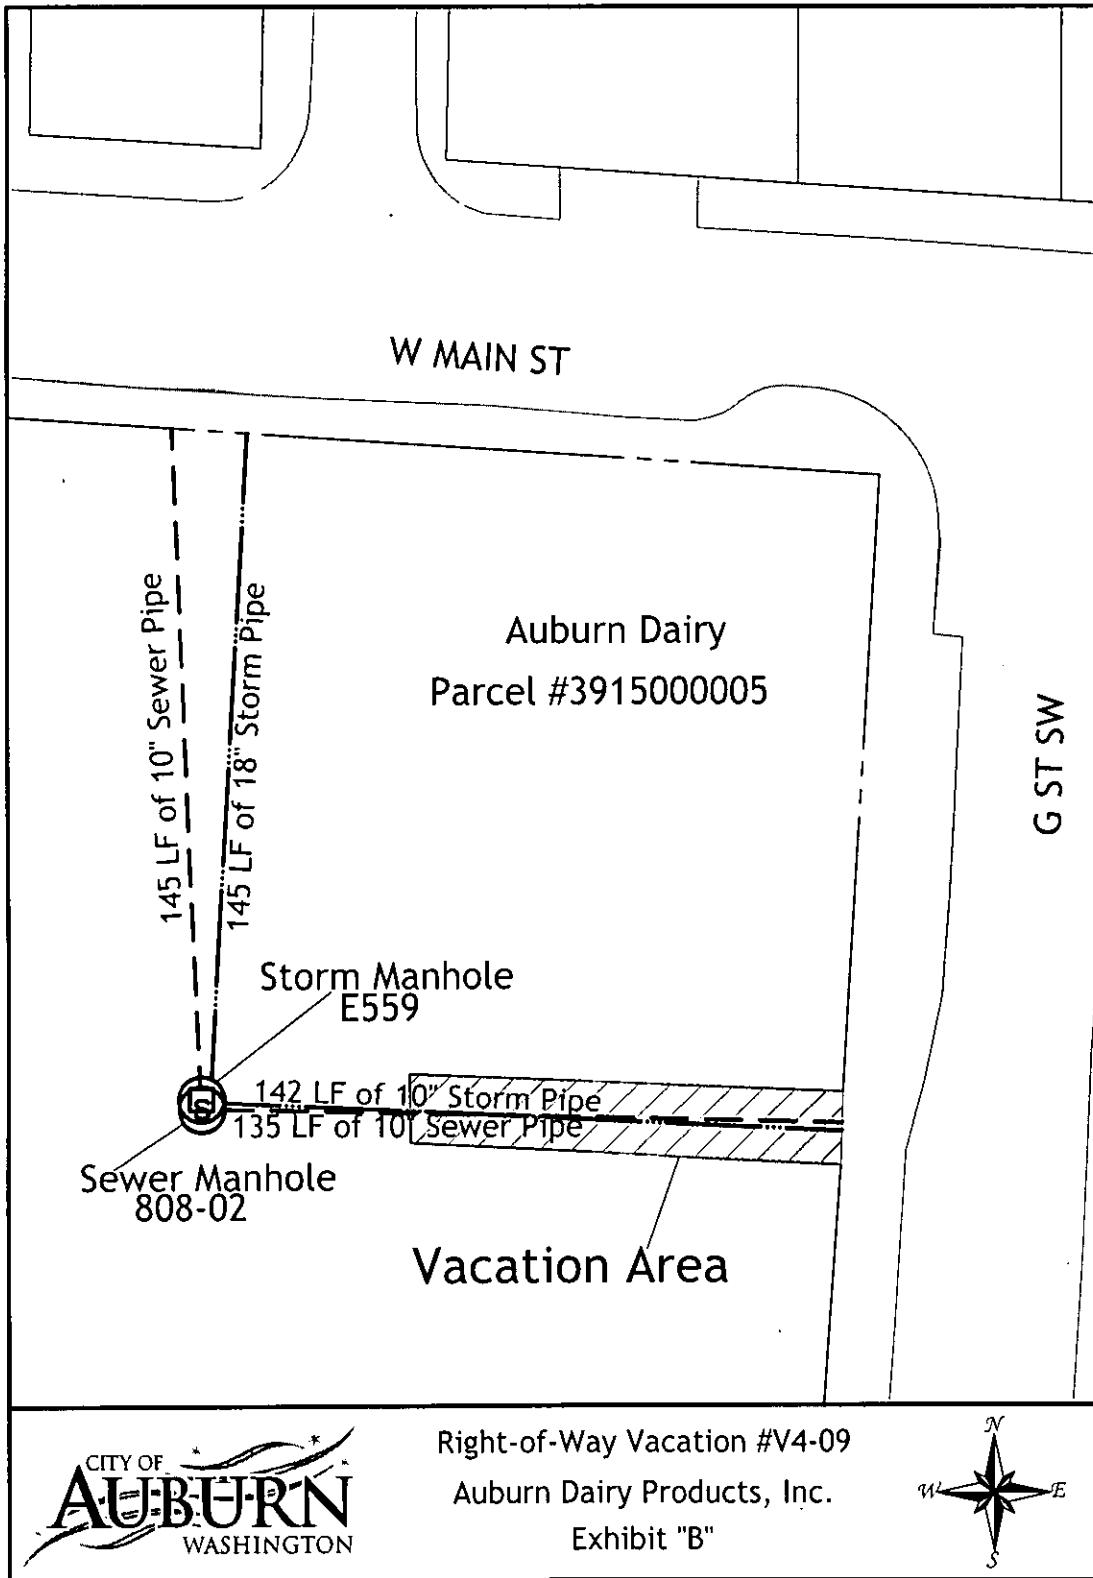 W MAIN ST
145 LF of 10" Sewer Pipe
145 LF of 18" Storm Pipe
Auburn Dairy
Parcel #3915000005
G ST SW
Storm Manhole
E559
S
142 LF of 10" Storm Pipe
135 LF of 10" Sewer Pipe
Sewer Manhole
808-02
Vacation Area
CITY OF
AUBURN
WASHINGTON
Right-of-Way Vacation #V4-09
Auburn Dairy Products, Inc.
Exhibit "B"
N
W
E
S